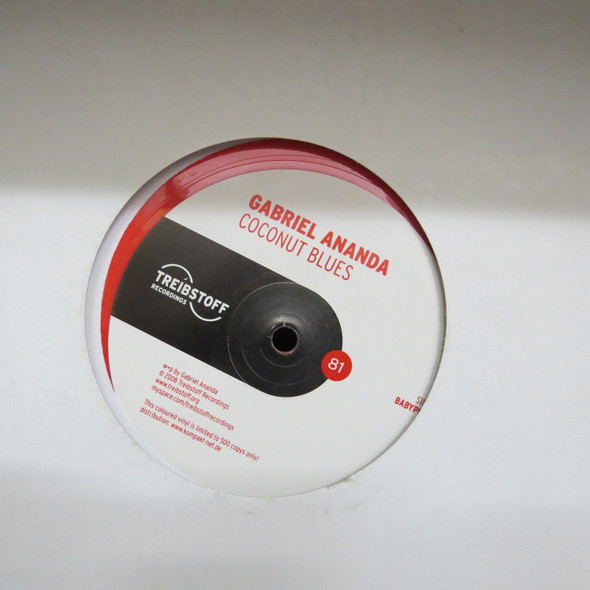 GABRIEL ANANDA
COCONUT BLUES
TREIBSTOFF
RECORDINGS
81
w+p by Gabriel Ananda
© 2008 Treibstoff Recordings
www.treibstoff.org
myspace.com/treibstoffrecordings
This coloured vinyl is limited to 500 copys only!
distribution: www.kompakt-net.de